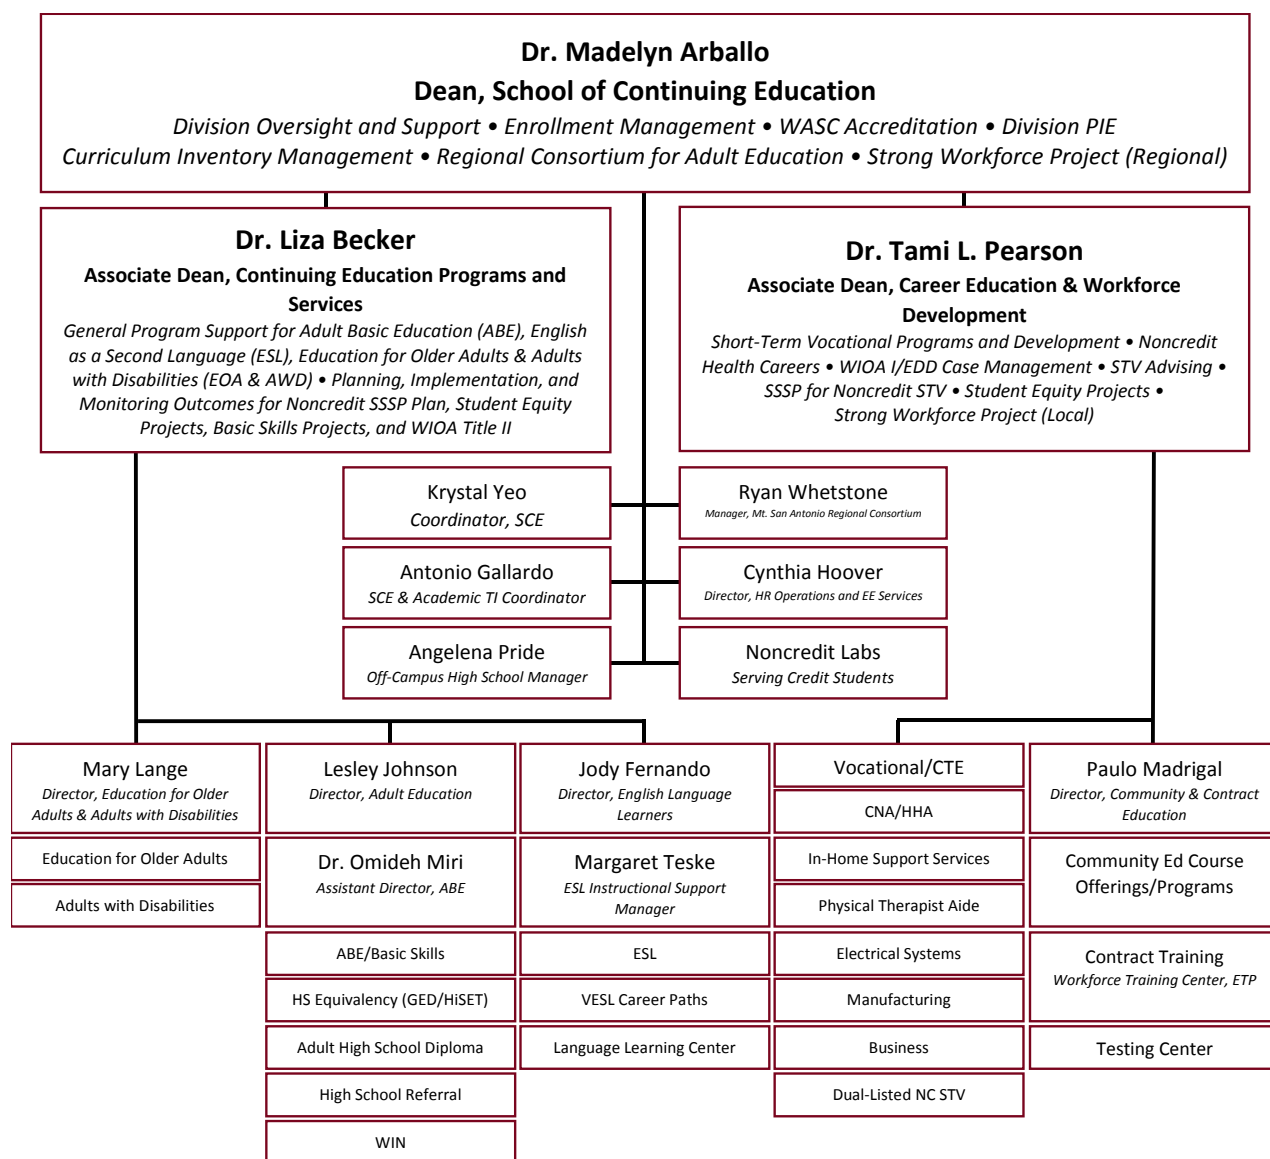 Dr. Madelyn Arballo
Dean, School of Continuing Education
Division Oversight and Support • Enrollment Management • WASC Accreditation • Division PIE
Curriculum Inventory Management • Regional Consortium for Adult Education • Strong Workforce Project (Regional)
Dr. Liza Becker
Associate Dean, Continuing Education Programs and
Services
General Program Support for Adult Basic Education (ABE), English
as a Second Language (ESL), Education for Older Adults & Adults
with Disabilities (EOA & AWD) • Planning, Implementation, and
Monitoring Outcomes for Noncredit SSSP Plan, Student Equity
Projects, Basic Skills Projects, and WIOA Title II
Dr. Tami L. Pearson
Associate Dean, Career Education & Workforce
Development
Short-Term Vocational Programs and Development • Noncredit
Health Careers • WIOA I/EDD Case Management • STV Advising •
SSSP for Noncredit STV • Student Equity Projects •
Strong Workforce Project (Local)
Krystal Yeo
Coordinator, SCE
Ryan Whetstone
Manager, Mt. San Antonio Regional Consortium
Antonio Gallardo
SCE & Academic TI Coordinator
Cynthia Hoover
Director, HR Operations and EE Services
Angelena Pride
Off-Campus High School Manager
Noncredit Labs
Serving Credit Students
Mary Lange
Director, Education for Older
Adults & Adults with Disabilities
Education for Older Adults
Adults with Disabilities
Lesley Johnson
Director, Adult Education
Dr. Omideh Miri
Assistant Director, ABE
ABE/Basic Skills
HS Equivalency (GED/HiSET)
Adult High School Diploma
High School Referral
WIN
Jody Fernando
Director, English Language
Learners
Margaret Teske
ESL Instructional Support
Manager
ESL
VESL Career Paths
Language Learning Center
Vocational/CTE
CNA/HHA
In-Home Support Services
Physical Therapist Aide
Electrical Systems
Manufacturing
Business
Dual-Listed NC STV
Paulo Madrigal
Director, Community & Contract
Education
Community Ed Course
Offerings/Programs
Contract Training
Workforce Training Center, ETP
Testing Center